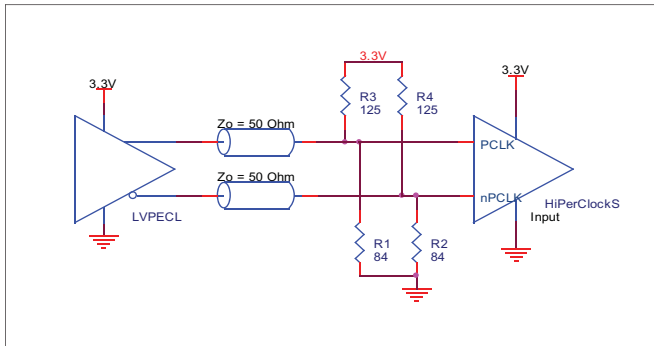 3.3V
3.3V
3.3V
R3
125
R4
125
Zo = 50 Ohm
PCLK
Zo = 50 Ohm
nPCLK
HiPerClockS
Input
LVPECL
R1
84
R2
84